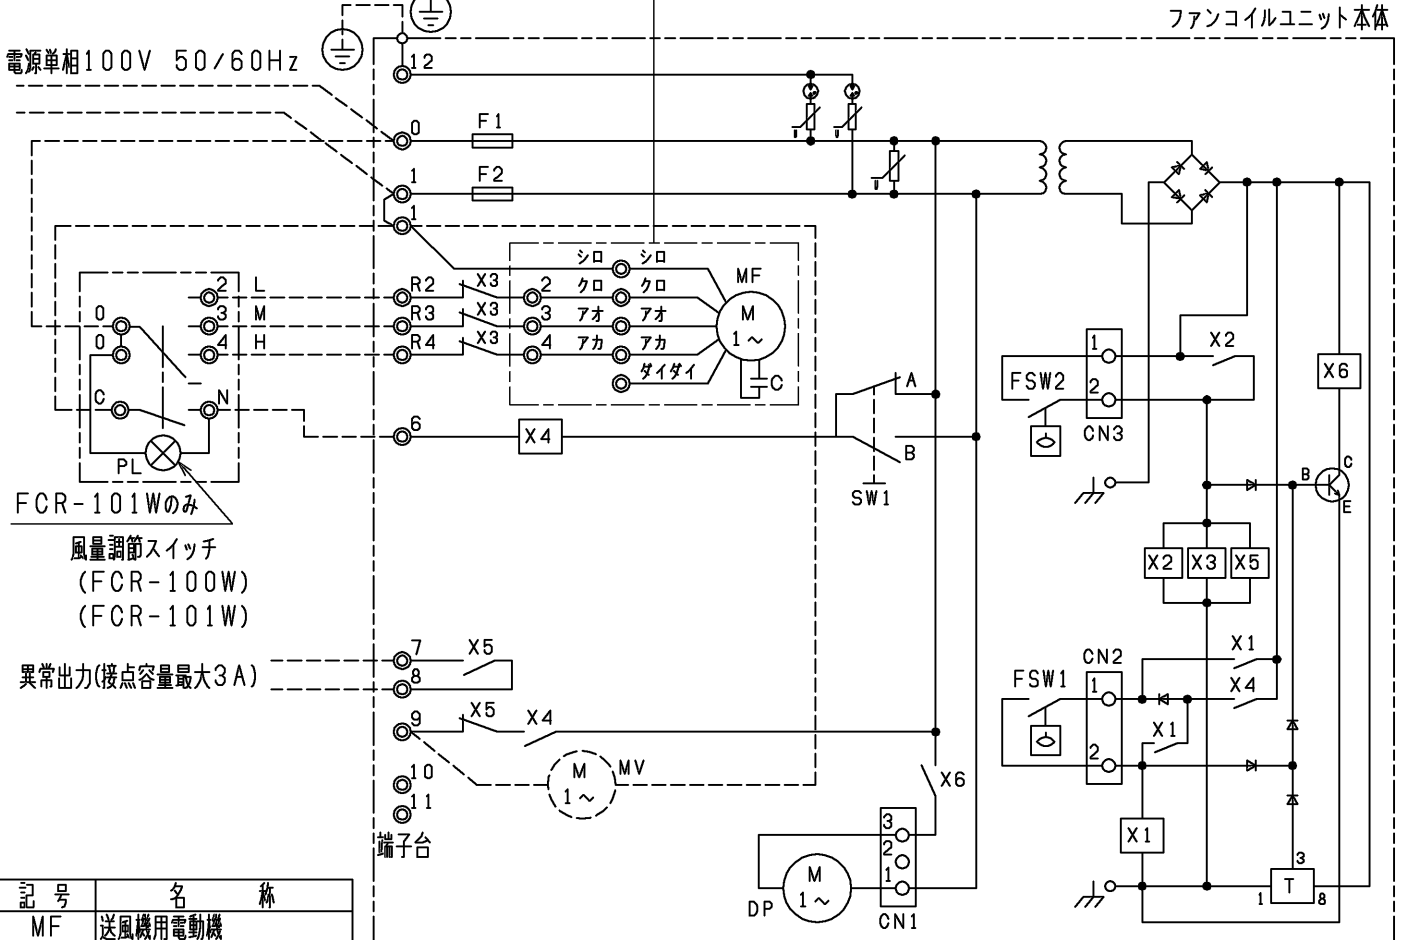 ファンコイルユニット本体
電源単相100V 50/60Hz
12
0
F1
1
F2
1
シロ シロ
MF
2 L
R2 X3 2 クロ クロ
3 M
R3 X3 3 アオ アオ
M
1～
4 H
R4 X3 4 アカ アカ
ダイダイ
C
0
0
C
N
PL
FCR-101Wのみ
風量調節スイッチ
(FCR-100W)
(FCR-101W)
6
X4
A
B
SW1
1
X2
FSW2
2
CN3
X6
B
C
E
X2 X3 X5
異常出力(接点容量最大3A)
7 X5
8
9 X5 X4
10
11
M
1～
MV
端子台
X6
3
2
1
CN1
M
1～
DP
CN2
FSW1
1
2
X1
X4
X1
X1
3
T
1
8
記号 名称
MF 送風機用電動機